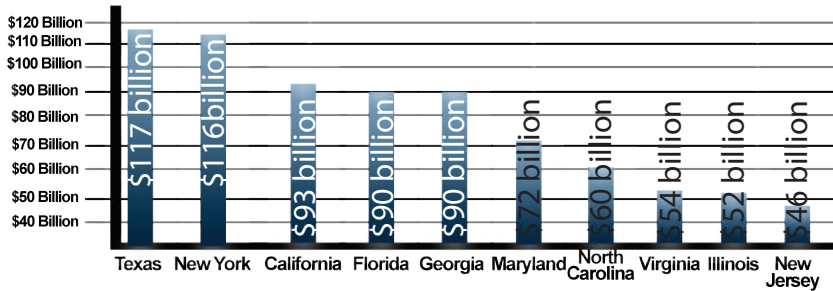 $120 Billion
$110 Billion
$100 Billion
$90 Billion
$80 Billion
$70 Billion
$60 Billion
$50 Billion
$40 Billion
$117 billion
$116billion
$93 billion
$90 billion
$90 billion
$72 billlion
$60 billion
$54 billion
$52 billion
$46 billion
Texas
New York
California
Florida
Georgia
Maryland
North
Carolina
Virginia
Illinois
New
Jersey